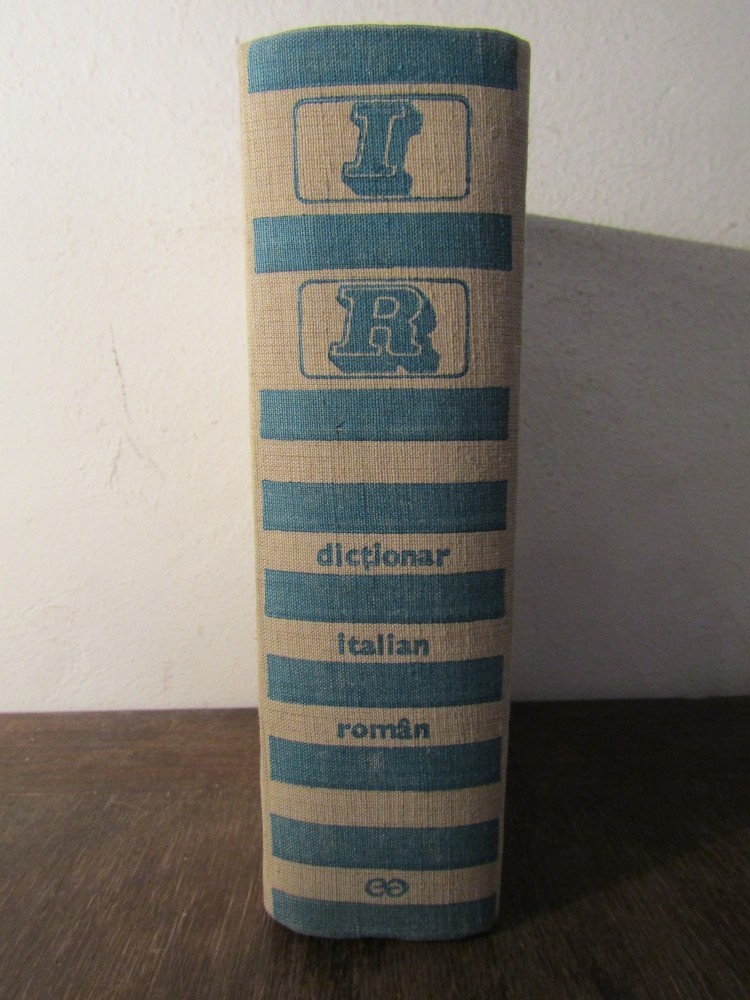 I
R
dicționar
italian
român